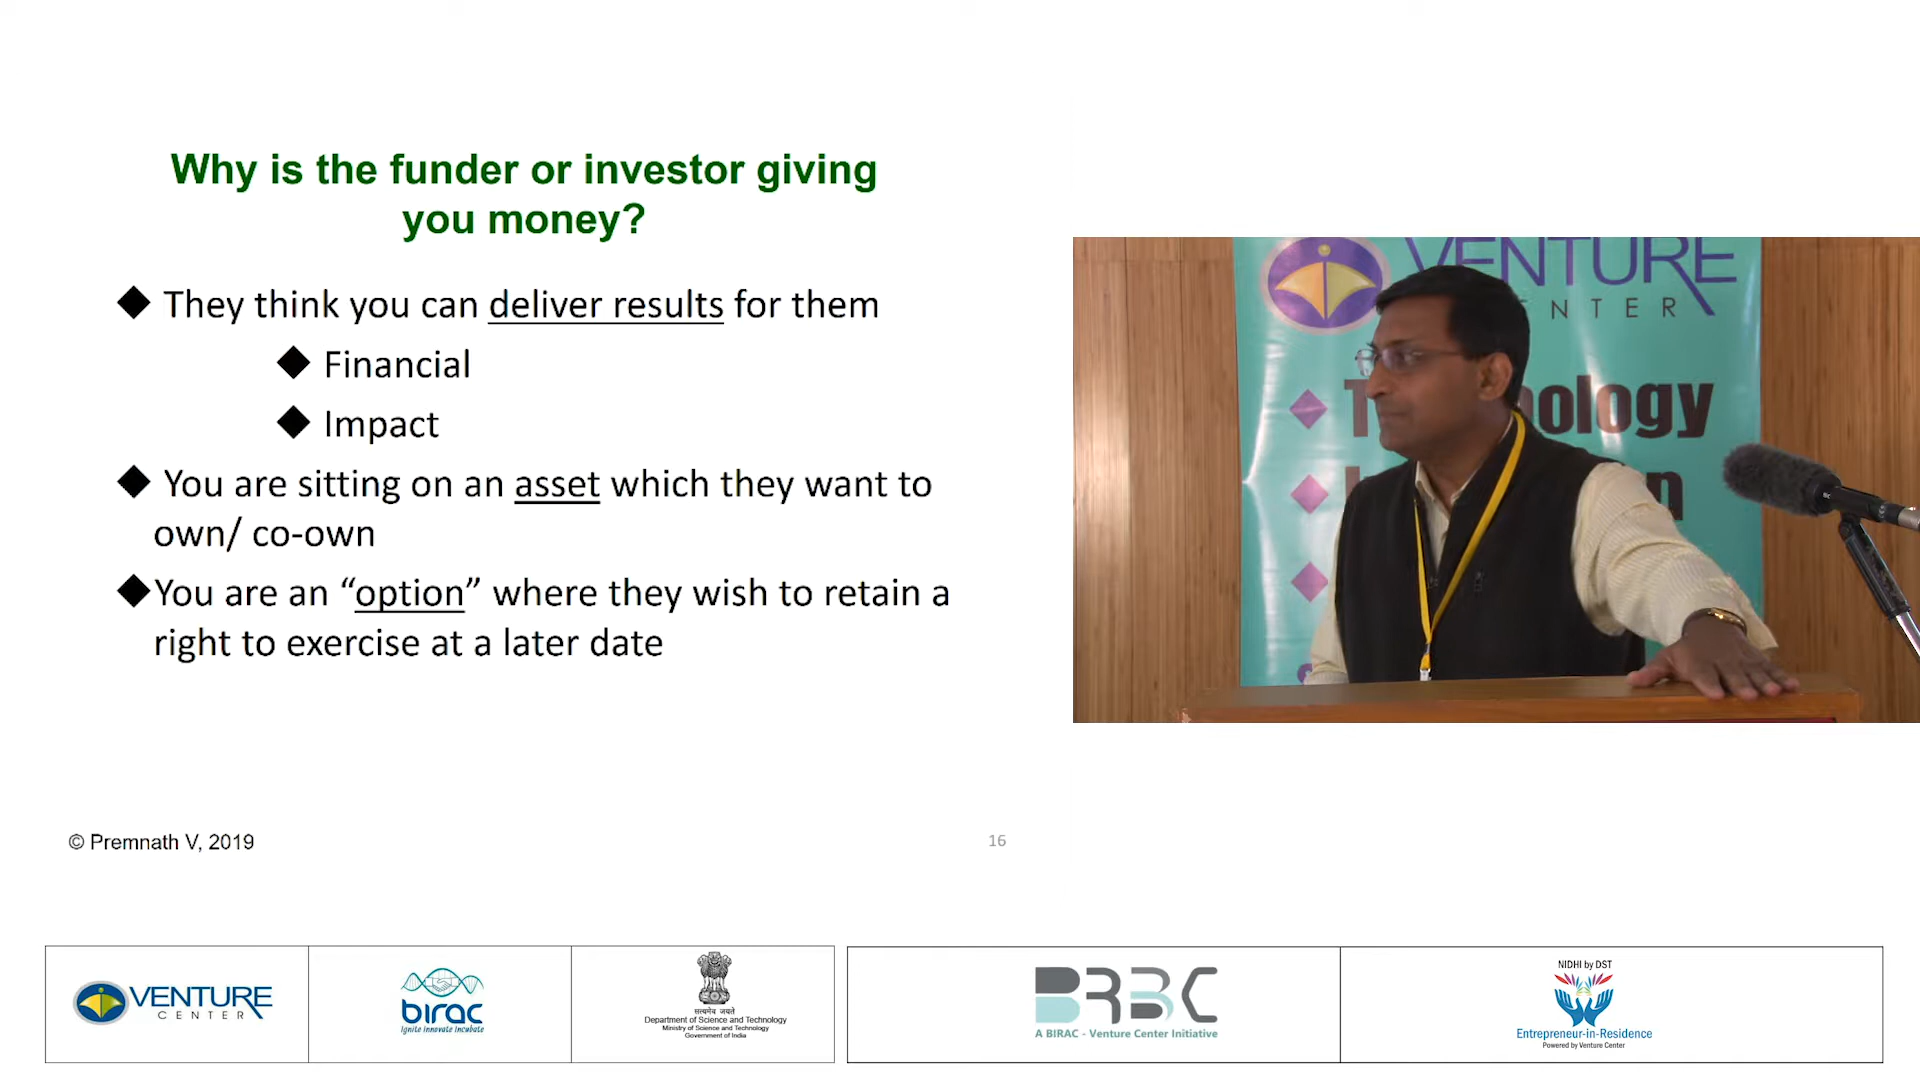 Why is the funder or investor giving
you money?
They think you can deliver results for them
Financial
Impact
You are sitting on an asset which they want to
own/ co-own
You are an “option” where they wish to retain a
right to exercise at a later date
VENTURE
NTER
© Premnath V, 2019
16
VENTURE
CENTER
birac
Ignite Innovate Incubate
सत्यमेव जयते
Department of Science and Technology
Ministry of Science and Technology
Government of India
BRBC
A BIRAC - Venture Center Initiative
NIDHI by DST
Entrepreneur-in-Residence
Powered by Venture Center